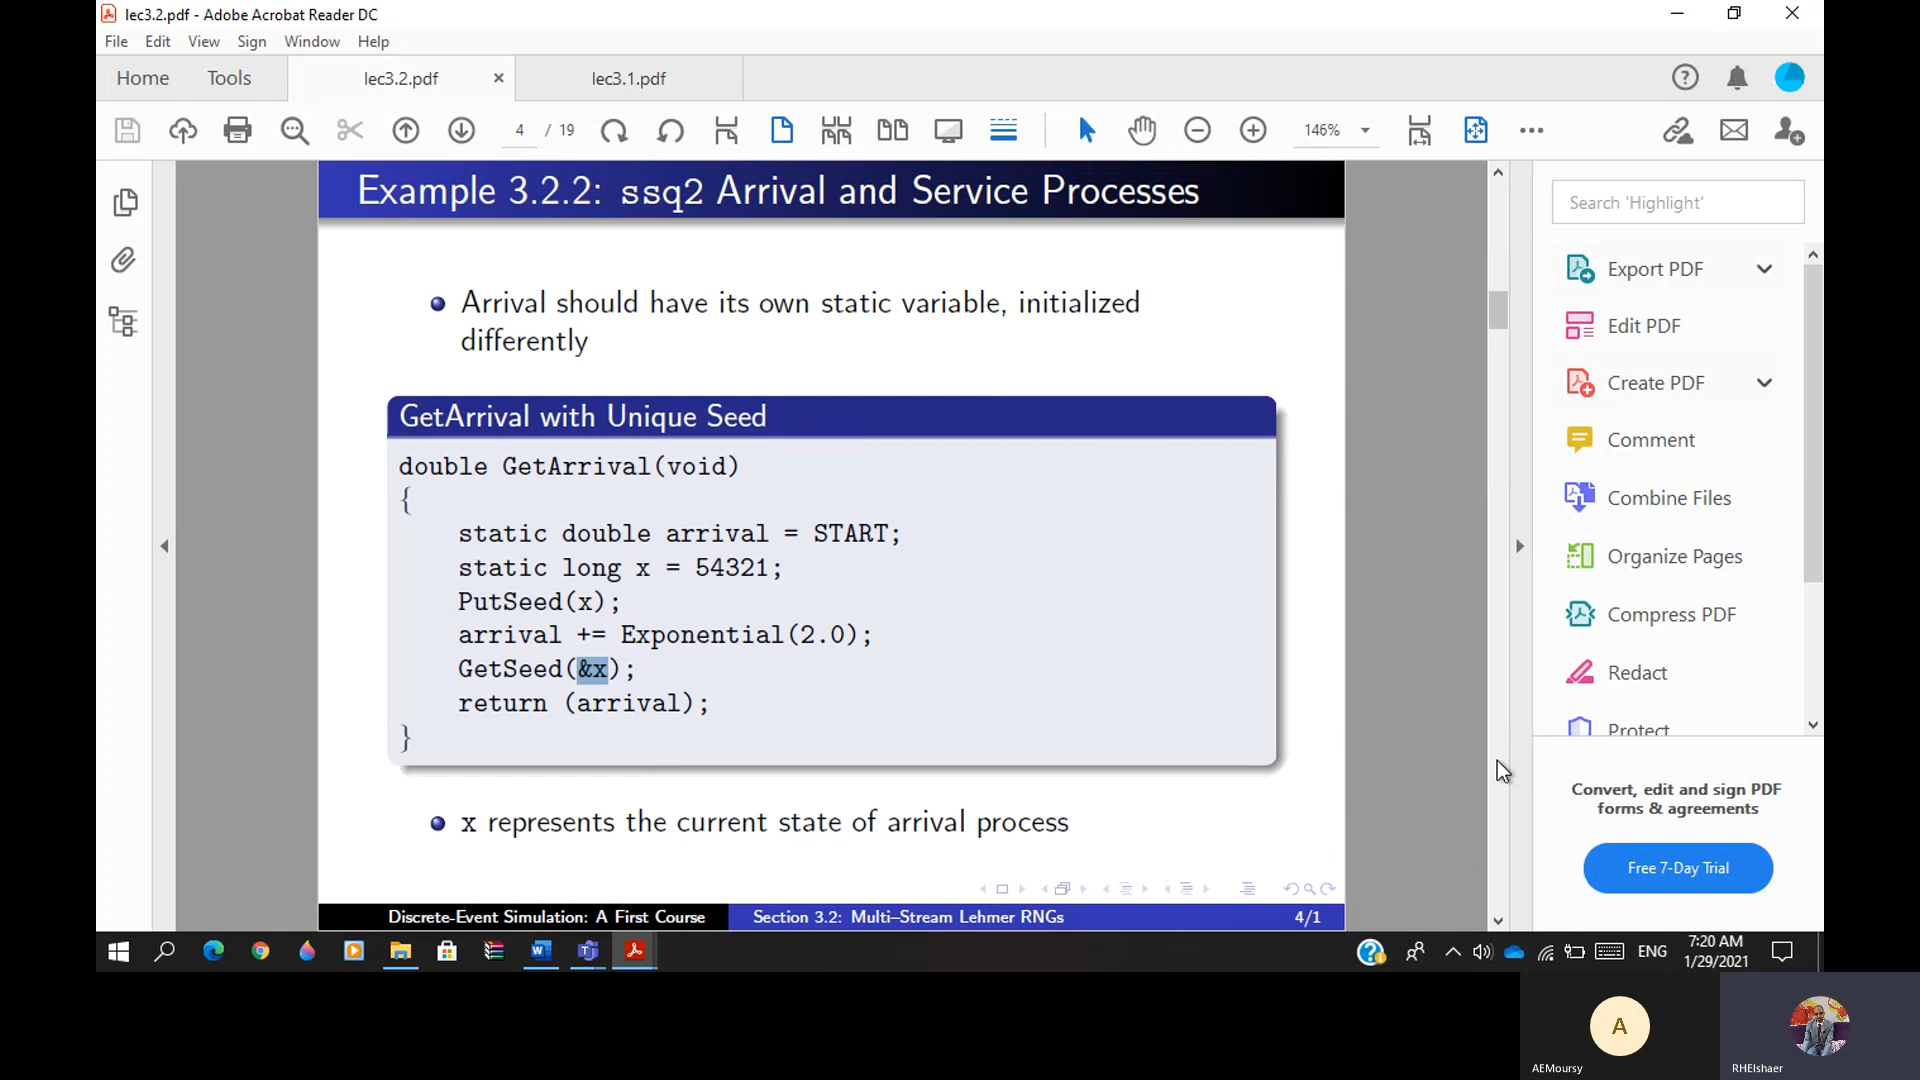 lec3.2.pdf - Adobe Acrobat Reader DC
File Edit View Sign Window Help
Home Tools lec3.2.pdf × lec3.1.pdf
4 / 19 146%
Example 3.2.2: ssq2 Arrival and Service Processes
Arrival should have its own static variable, initialized
differently
GetArrival with Unique Seed
double GetArrival(void)
{
static double arrival = START;
static long x = 54321;
PutSeed(x);
arrival += Exponential(2.0);
GetSeed(&x);
return (arrival);
}
x represents the current state of arrival process
Discrete-Event Simulation: A First Course Section 3.2: Multi–Stream Lehmer RNGs 4/1
Search 'Highlight'
Export PDF
Edit PDF
Create PDF
Comment
Combine Files
Organize Pages
Compress PDF
Redact
Protect
Convert, edit and sign PDF
forms & agreements
Free 7-Day Trial
ENG 7:20 AM
1/29/2021
A
AEMoursy RHElshaer